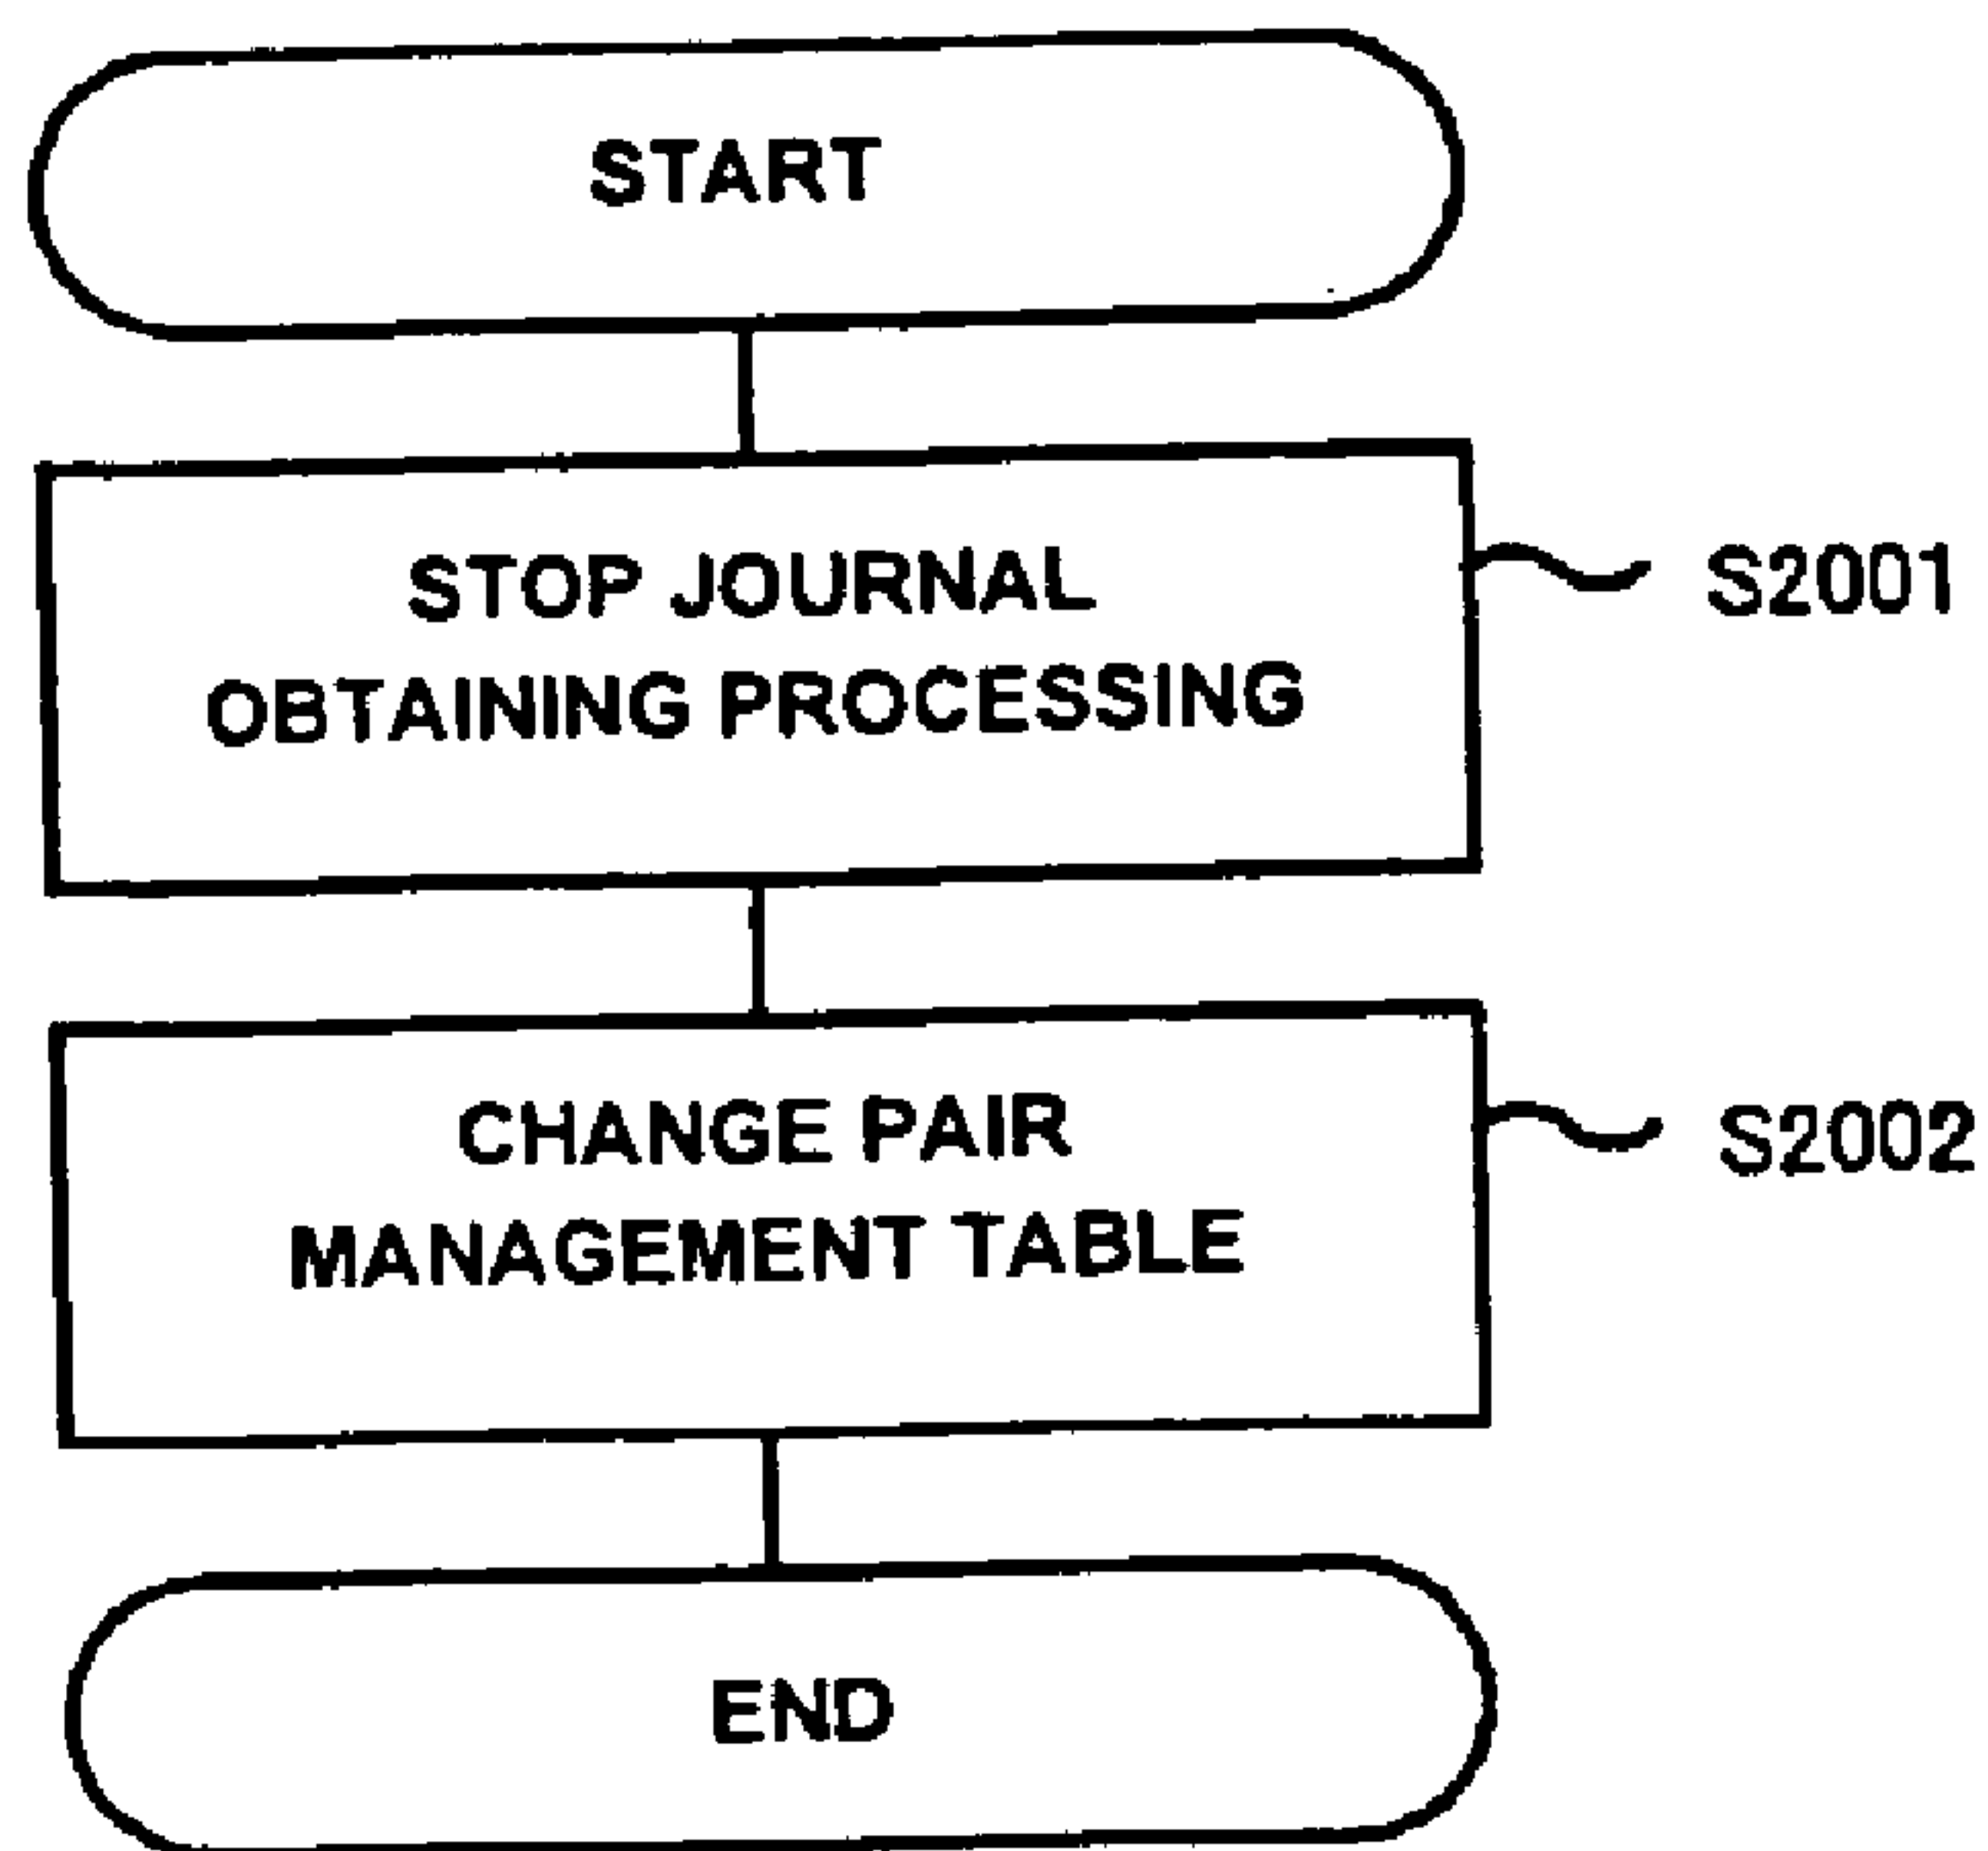 START
STOP JOURNAL
OBTAINING PROCESSING
S2001
CHANGE PAIR
MANAGEMENT TABLE
S2002
END